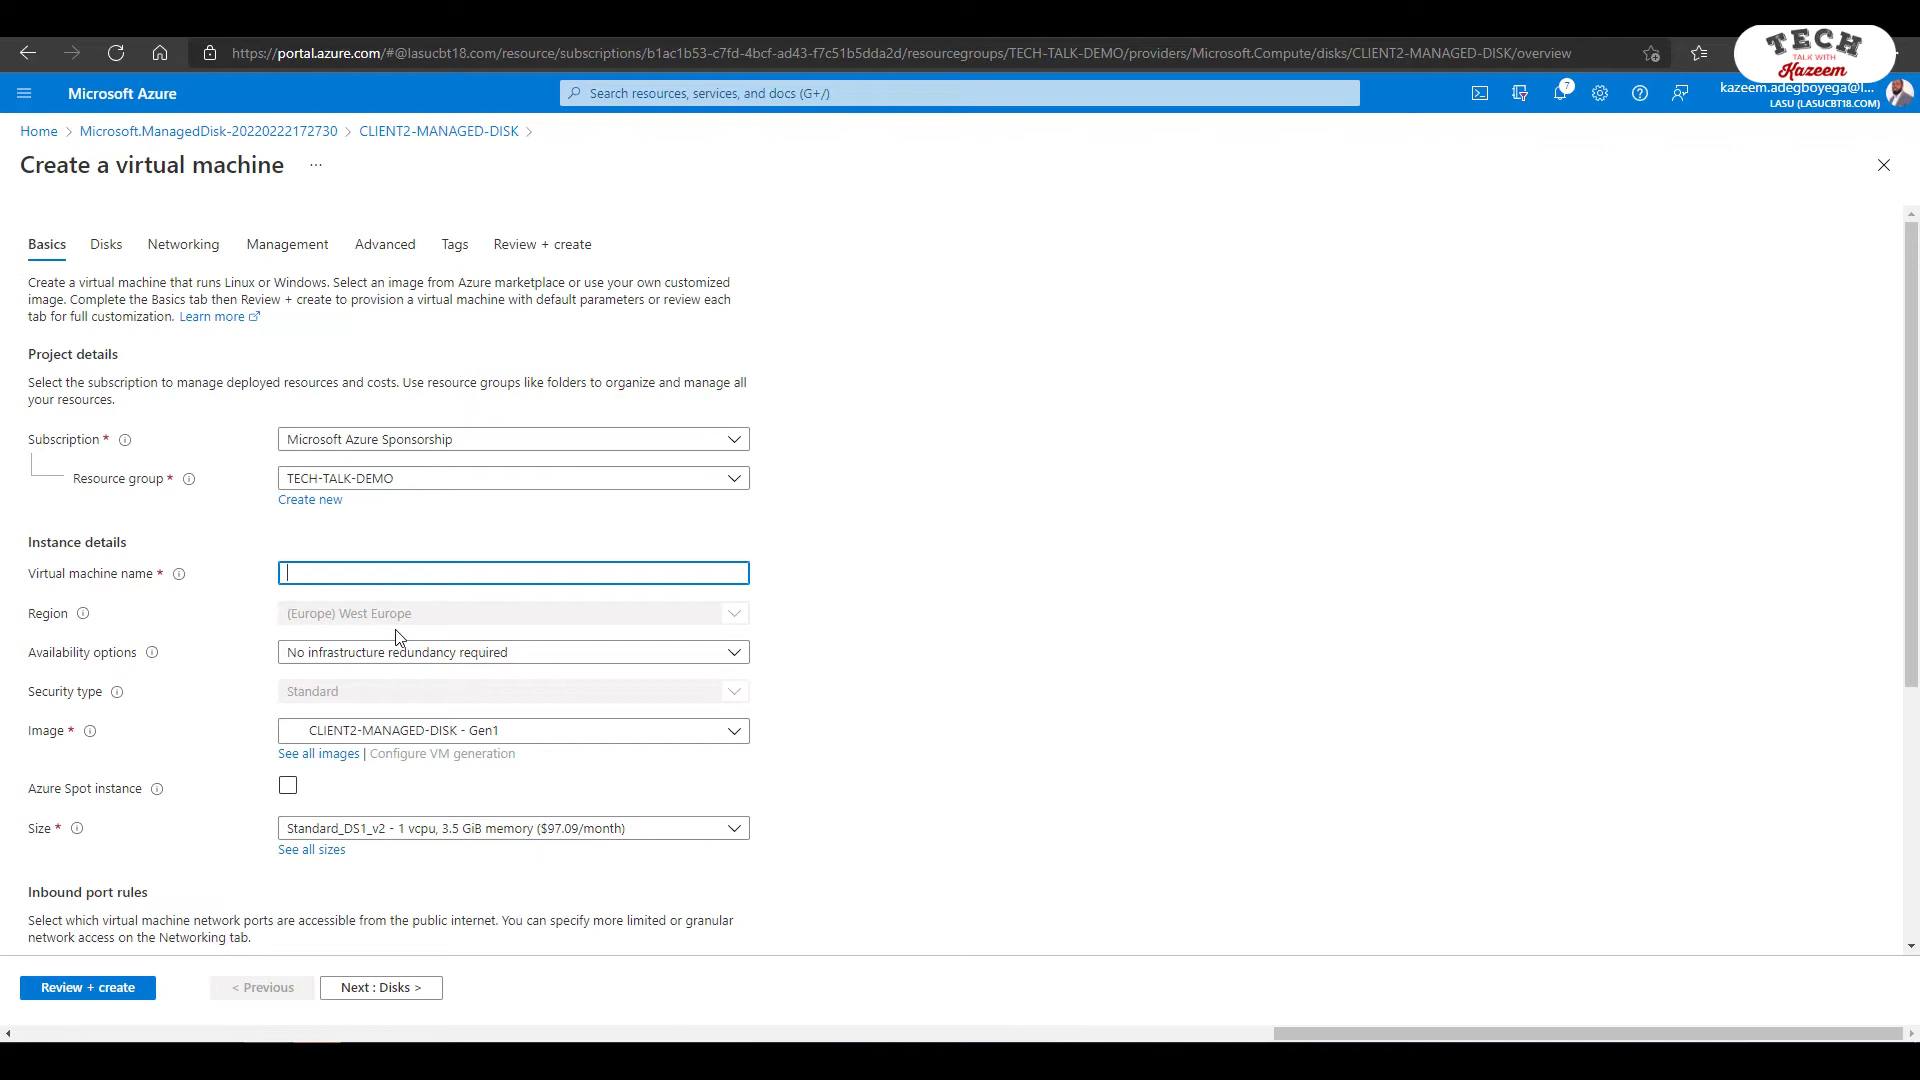 https://portal.azure.com/#@lasucbt18.com/resource/subscriptions/b1ac1b53-c7fd-4bcf-ad43-f7c51b5dda2d/resourcegroups/TECH-TALK-DEMO/providers/Microsoft.Compute/disks/CLIENT2-MANAGED-DISK/overview
TECH
TALK WITH
Kazeem
Microsoft Azure
Search resources, services, and docs (G+/)
7
kazeem.adegboyega@l...
LASU (LASUCBT18.COM)
Home > Microsoft.ManagedDisk-20220222172730 > CLIENT2-MANAGED-DISK >
Create a virtual machine ...
Basics Disks Networking Management Advanced Tags Review + create
Create a virtual machine that runs Linux or Windows. Select an image from Azure marketplace or use your own customized
image. Complete the Basics tab then Review + create to provision a virtual machine with default parameters or review each
tab for full customization. Learn more
Project details
Select the subscription to manage deployed resources and costs. Use resource groups like folders to organize and manage all
your resources.
Subscription * Microsoft Azure Sponsorship
Resource group * TECH-TALK-DEMO
Create new
Instance details
Virtual machine name *
Region (Europe) West Europe
Availability options No infrastructure redundancy required
Security type Standard
Image * CLIENT2-MANAGED-DISK - Gen1
See all images | Configure VM generation
Azure Spot instance
Size * Standard_DS1_v2 - 1 vcpu, 3.5 GiB memory ($97.09/month)
See all sizes
Inbound port rules
Select which virtual machine network ports are accessible from the public internet. You can specify more limited or granular
network access on the Networking tab.
Review + create < Previous Next : Disks >